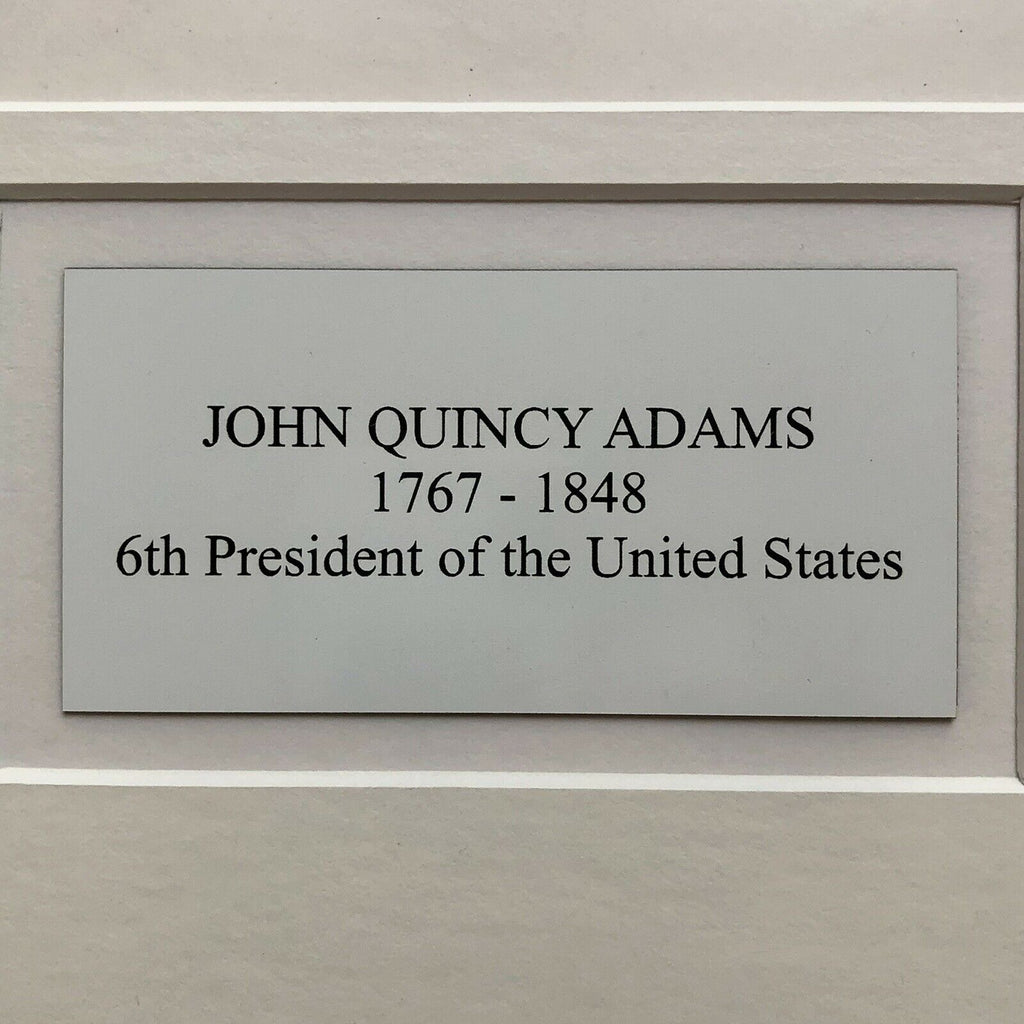 JOHN QUINCY ADAMS
1767 - 1848
6th President of the United States